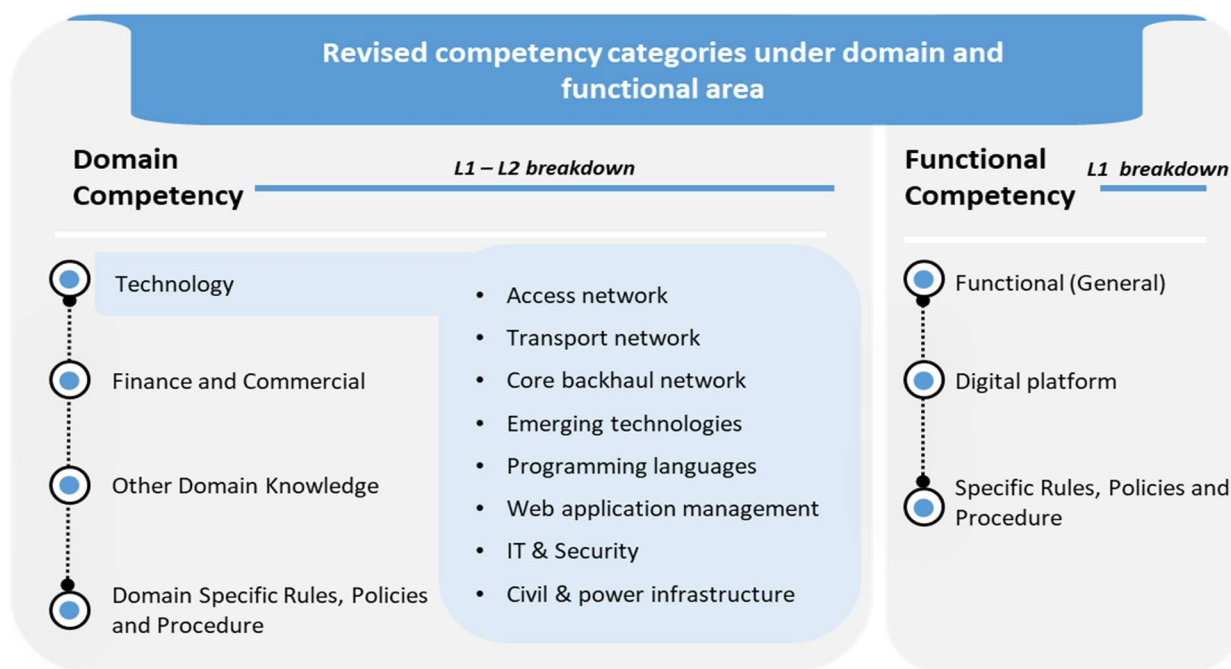 Revised competency categories under domain and
functional area
Domain
Competency
L1 – L2 breakdown
Technology
Finance and Commercial
Other Domain Knowledge
Domain Specific Rules, Policies
and Procedure
• Access network
• Transport network
• Core backhaul network
• Emerging technologies
• Programming languages
• Web application management
• IT & Security
• Civil & power infrastructure
Functional
Competency
L1 breakdown
Functional (General)
Digital platform
Specific Rules, Policies and
Procedure